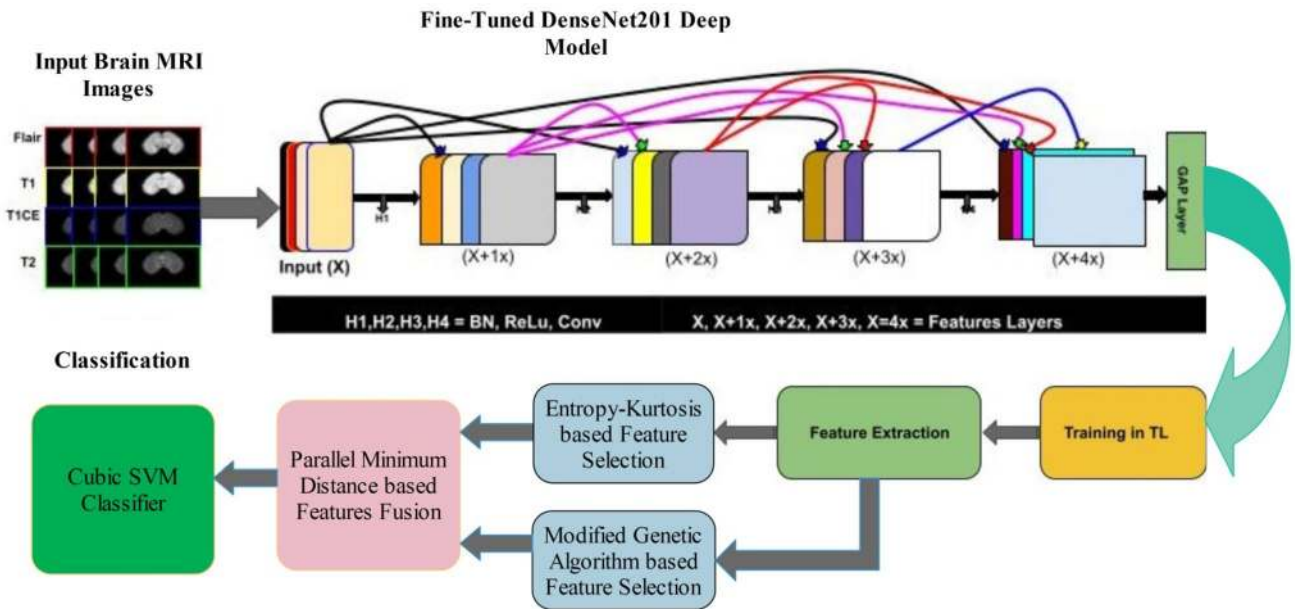 Fine-Tuned DenseNet201 Deep
Model
Input Brain MRI
Images
Flair
T1
T1CE
T2
H1
H2
H3
H4
Input (X)
(X+1x)
(X+2x)
(X+3x)
(X+4x)
GAP Layer
H1,H2,H3,H4 = BN, ReLu, Conv
X, X+1x, X+2x, X+3x, X=4x = Features Layers
Classification
Cubic SVM
Classifier
Parallel Minimum
Distance based
Features Fusion
Entropy-Kurtosis
based Feature
Selection
Modified Genetic
Algorithm based
Feature Selection
Feature Extraction
Training in TL